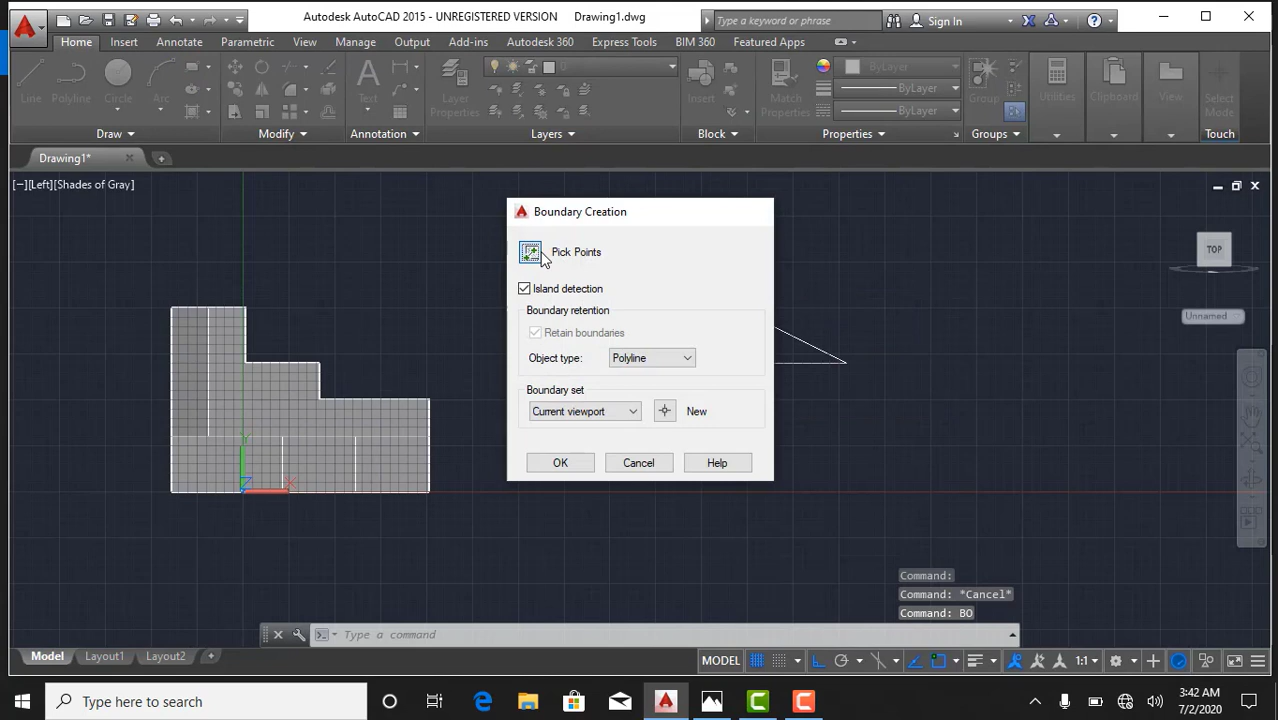 Autodesk AutoCAD 2015 - UNREGISTERED VERSION Drawing1.dwg
Type a keyword or phrase
Sign In
Home Insert Annotate Parametric View Manage Output Add-ins Autodesk 360 Express Tools BIM 360 Featured Apps
0
ByLayer
Line Polyline Circle Arc
Text
Layer
Properties
Insert
Match
Properties
ByLayer
ByLayer
Group
Utilities
Clipboard
View
Select
Mode
Draw Modify Annotation Layers Block Properties Groups Touch
Drawing1*
[−][Left][Shades of Gray]
Boundary Creation
Pick Points
Island detection
Boundary retention
Retain boundaries
Object type: Polyline
Boundary set
Current viewport New
OK Cancel Help
TOP
Unnamed
Y
Z
X
Command:
Command: *Cancel*
Command: BO
Type a command
Model Layout1 Layout2 +
MODEL 1:1
Type here to search
3:42 AM
7/2/2020